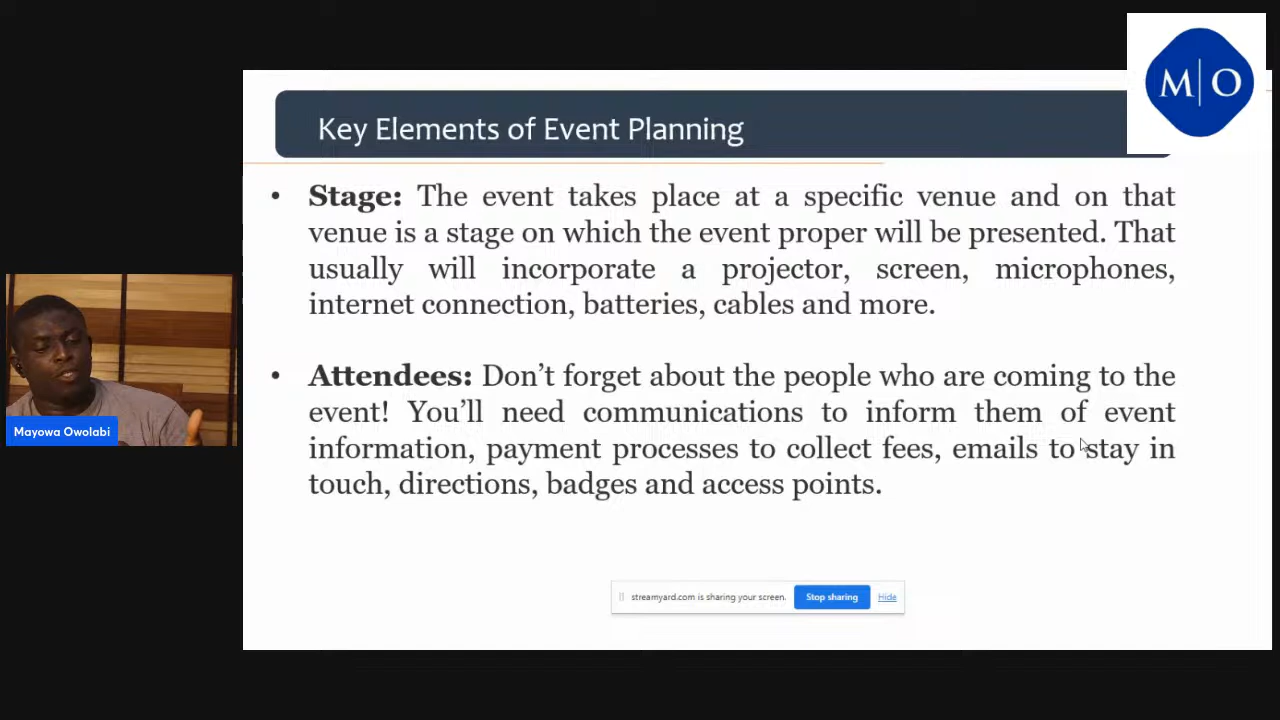 M|O
Key Elements of Event Planning
• Stage: The event takes place at a specific venue and on that
venue is a stage on which the event proper will be presented. That
usually will incorporate a projector, screen, microphones,
internet connection, batteries, cables and more.
• Attendees: Don’t forget about the people who are coming to the
event! You’ll need communications to inform them of event
information, payment processes to collect fees, emails to stay in
touch, directions, badges and access points.
Mayowa Owolabi
streamyard.com is sharing your screen. Stop sharing Hide